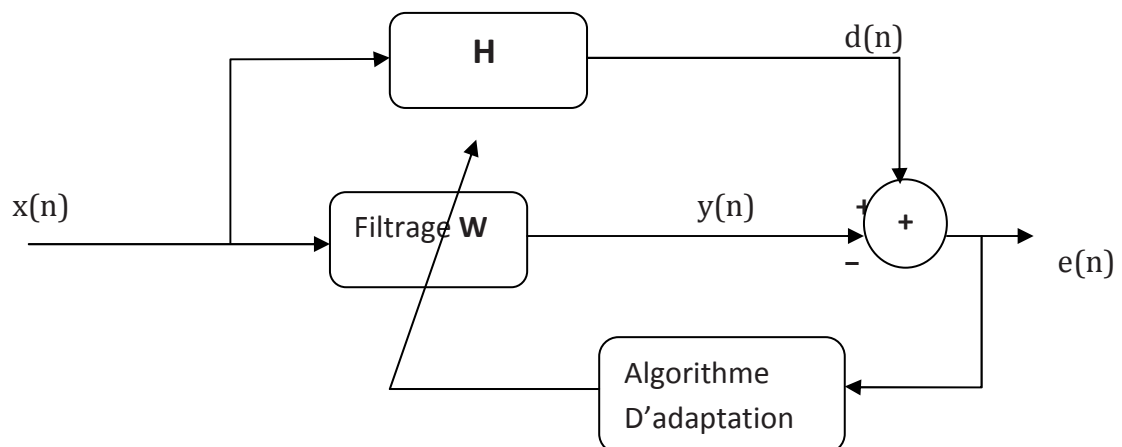 H
d(n)
x(n)
Filtrage W
y(n)
+
+
−
e(n)
Algorithme
D’adaptation